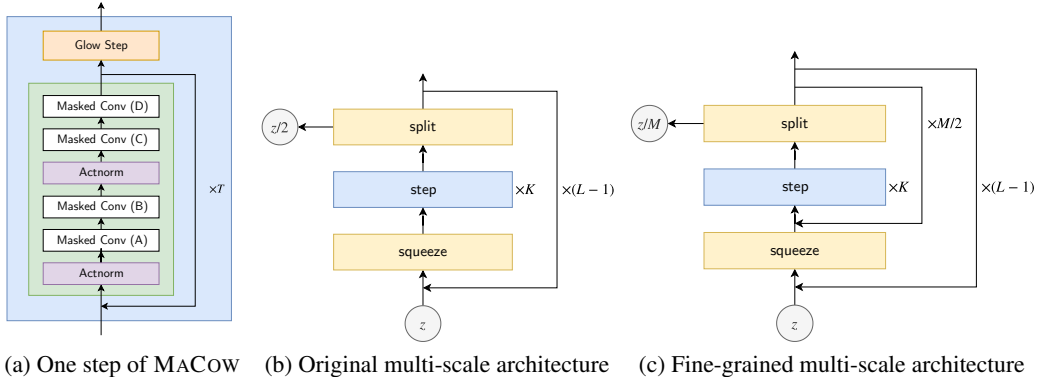 Glow Step
Masked Conv (D)
Masked Conv (C)
Actnorm
Masked Conv (B)
Masked Conv (A)
Actnorm
×T
(a) One step of MACOW
z/2
split
step
×K
×(L − 1)
squeeze
z
(b) Original multi-scale architecture
z/M
split
×M/2
step
×K
×(L − 1)
squeeze
z
(c) Fine-grained multi-scale architecture